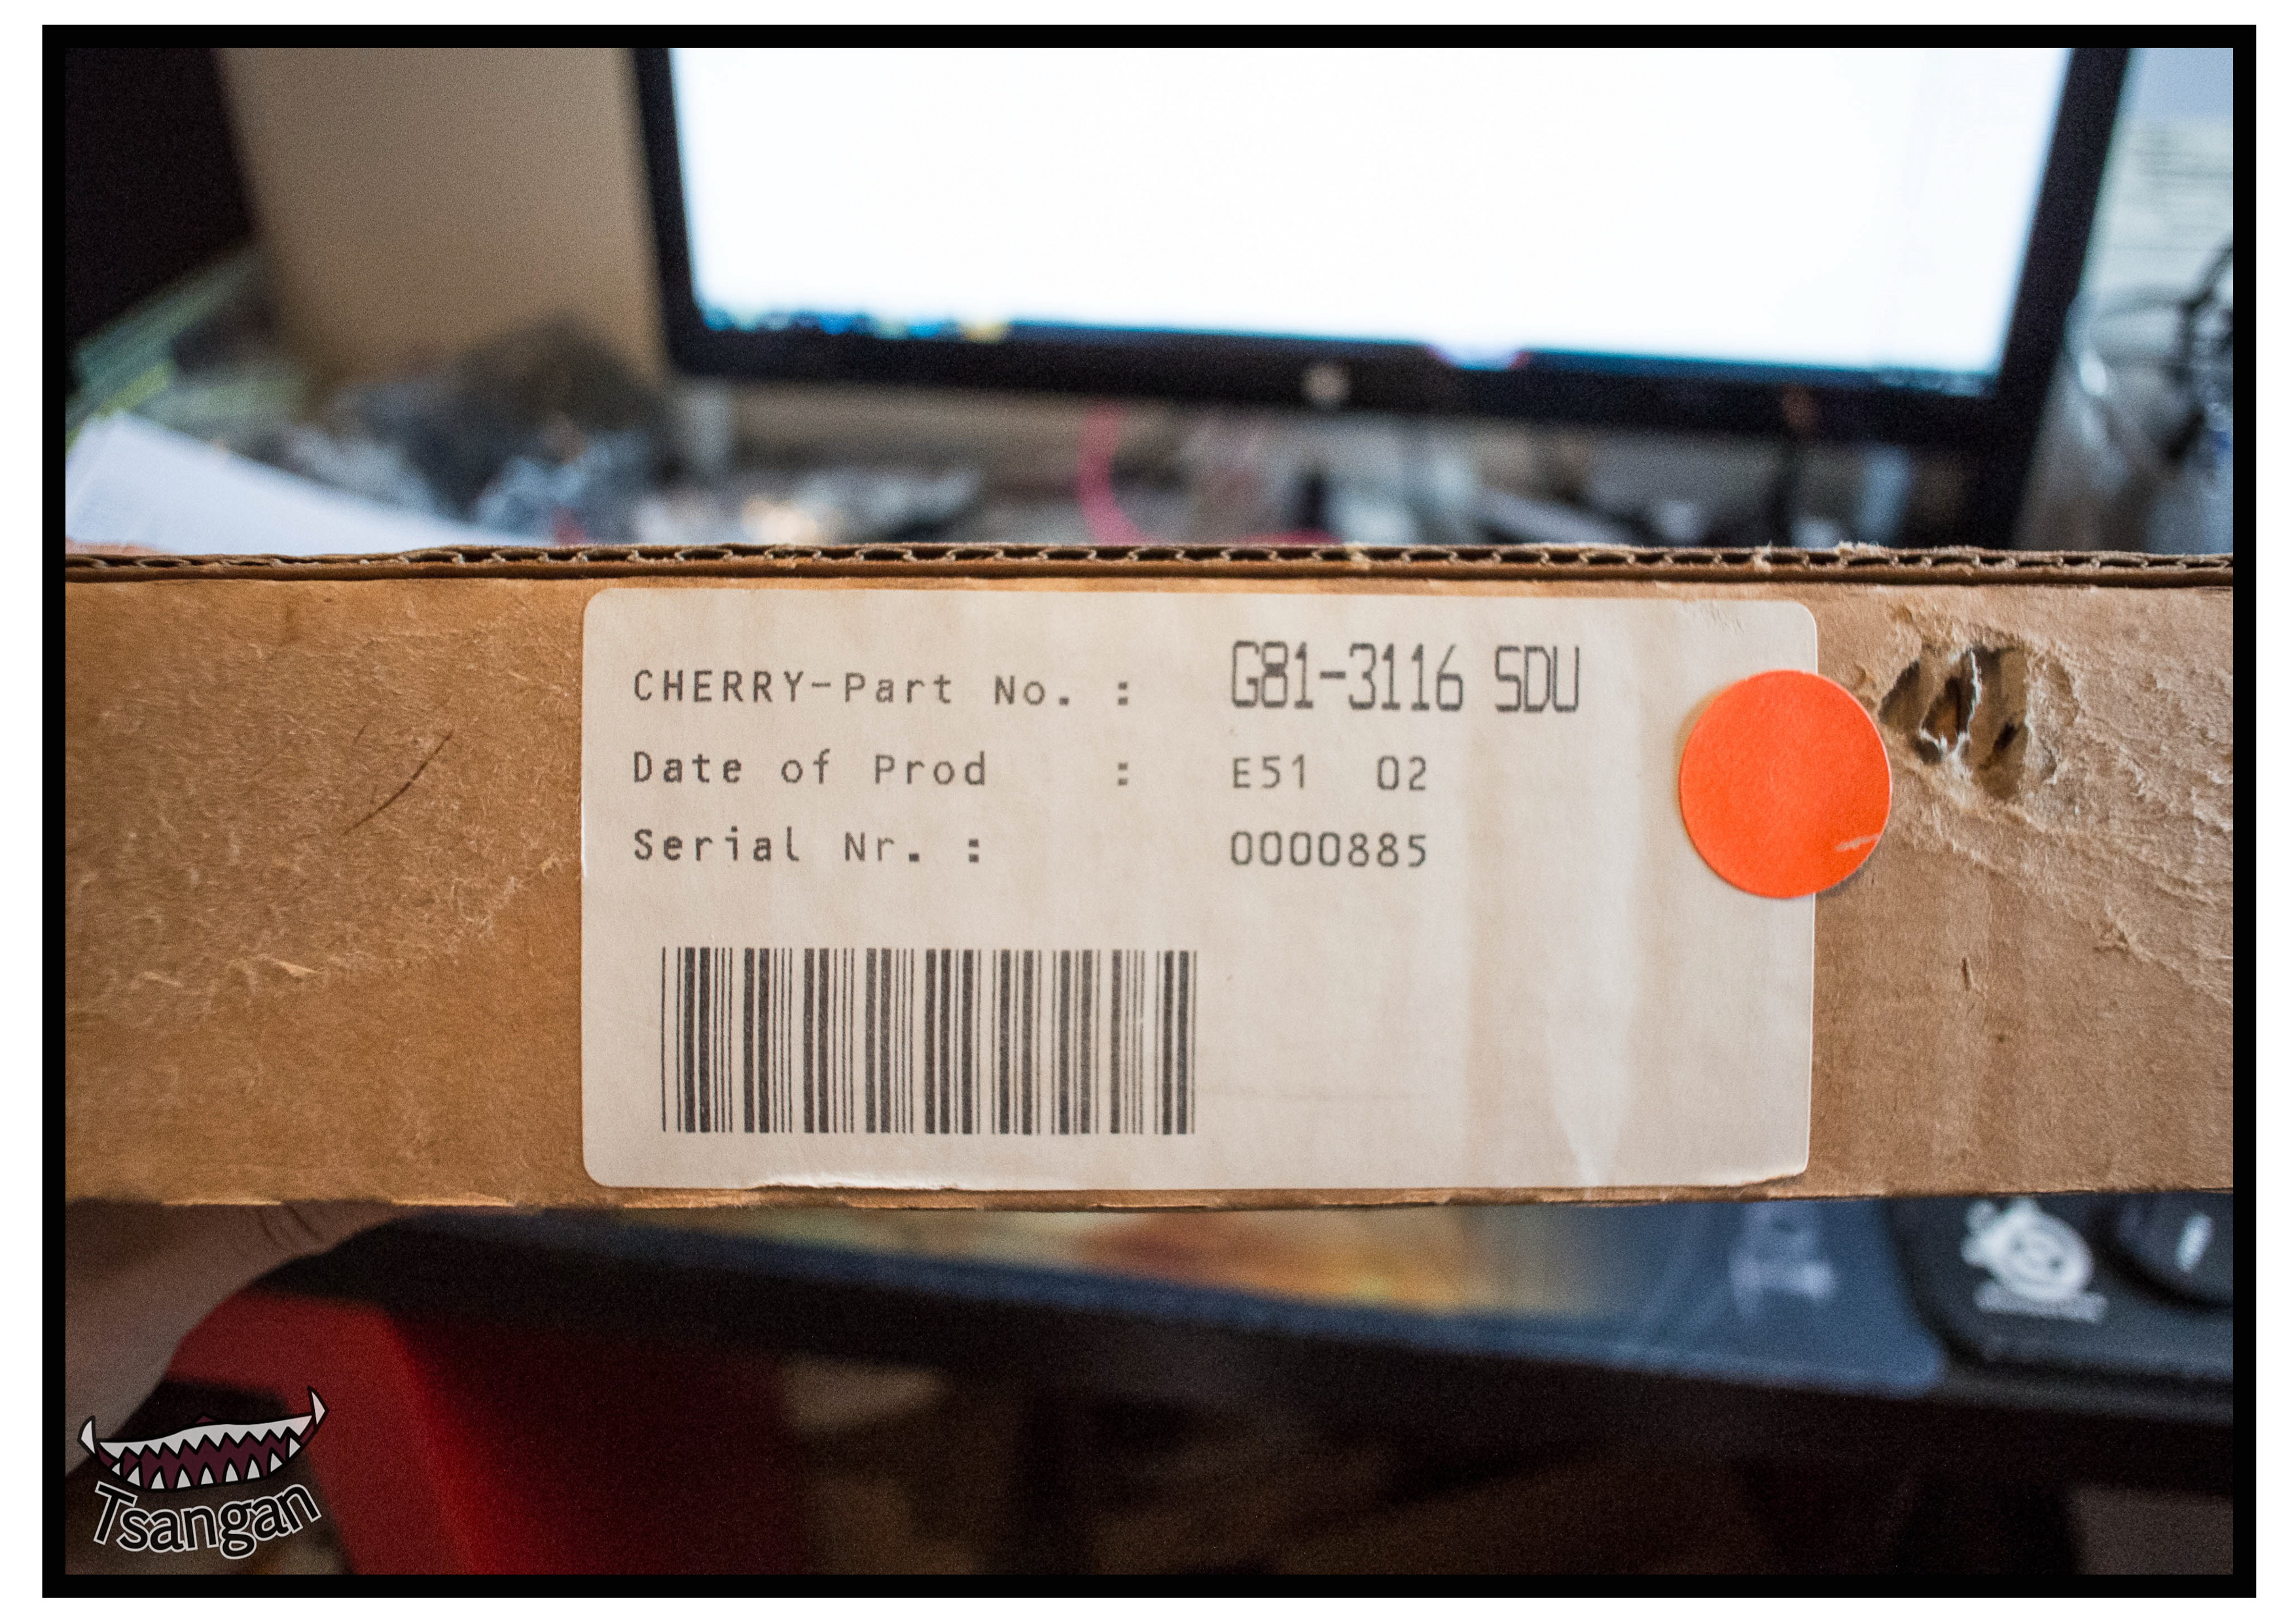 CHERRY-Part No. : G81-3116 SDU
Date of Prod : E51 02
Serial Nr. : 0000885
Tsangan